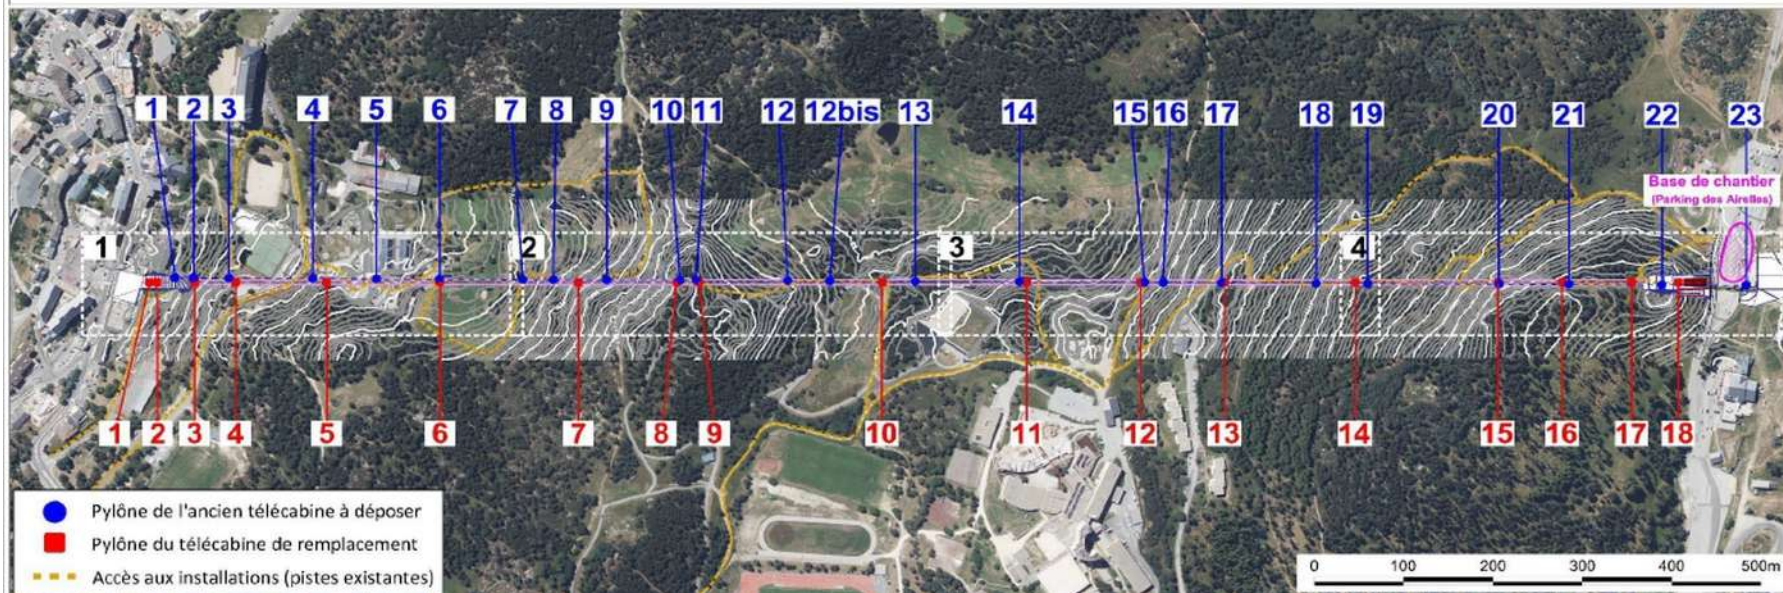 1 2 3 4 5 6 7 8 9 10 11 12 12bis 13 14 15 16 17 18 19 20 21 22 23
Base de chantier
(Parking des Airelles)
1 2 3 4
1 2 3 4 5 6 7 8 9 10 11 12 13 14 15 16 17 18
Pylône de l'ancien télécabine à déposer
Pylône du télécabine de remplacement
Accès aux installations (pistes existantes)
0 100 200 300 400 500m